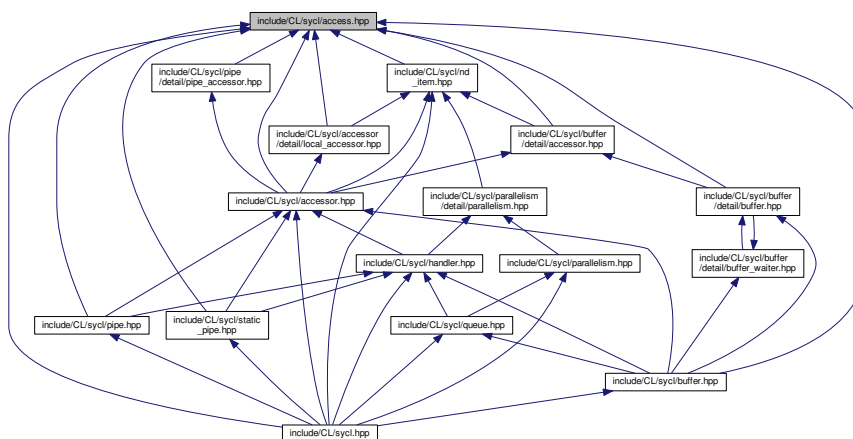 include/CL/sycl/access.hpp
include/CL/sycl/pipe
/detail/pipe_accessor.hpp
include/CL/sycl/nd
_item.hpp
include/CL/sycl/accessor
/detail/local_accessor.hpp
include/CL/sycl/buffer
/detail/accessor.hpp
include/CL/sycl/accessor.hpp
include/CL/sycl/parallelism
/detail/parallelism.hpp
include/CL/sycl/buffer
/detail/buffer.hpp
include/CL/sycl/handler.hpp
include/CL/sycl/parallelism.hpp
include/CL/sycl/buffer
/detail/buffer_waiter.hpp
include/CL/sycl/pipe.hpp
include/CL/sycl/static
_pipe.hpp
include/CL/sycl/queue.hpp
include/CL/sycl/buffer.hpp
include/CL/sycl.hpp